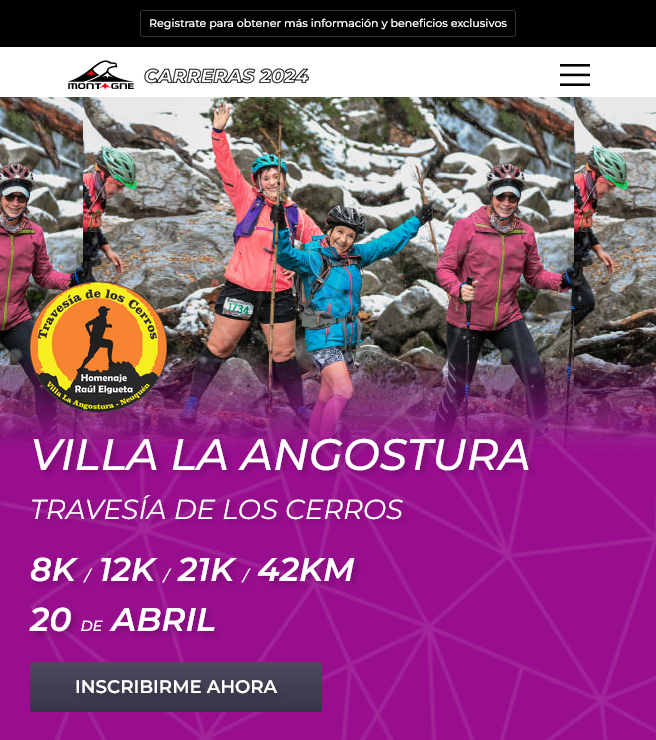 Registrate para obtener más información y beneficios exclusivos
MONTAGNE
CARRERAS 2024
1734
Travesía de los Cerros
Homenaje
Raúl Elgueta
Villa La Angostura - Neuquén
VILLA LA ANGOSTURA
TRAVESÍA DE LOS CERROS
8K / 12K / 21K / 42KM
20 DE ABRIL
INSCRIBIRME AHORA